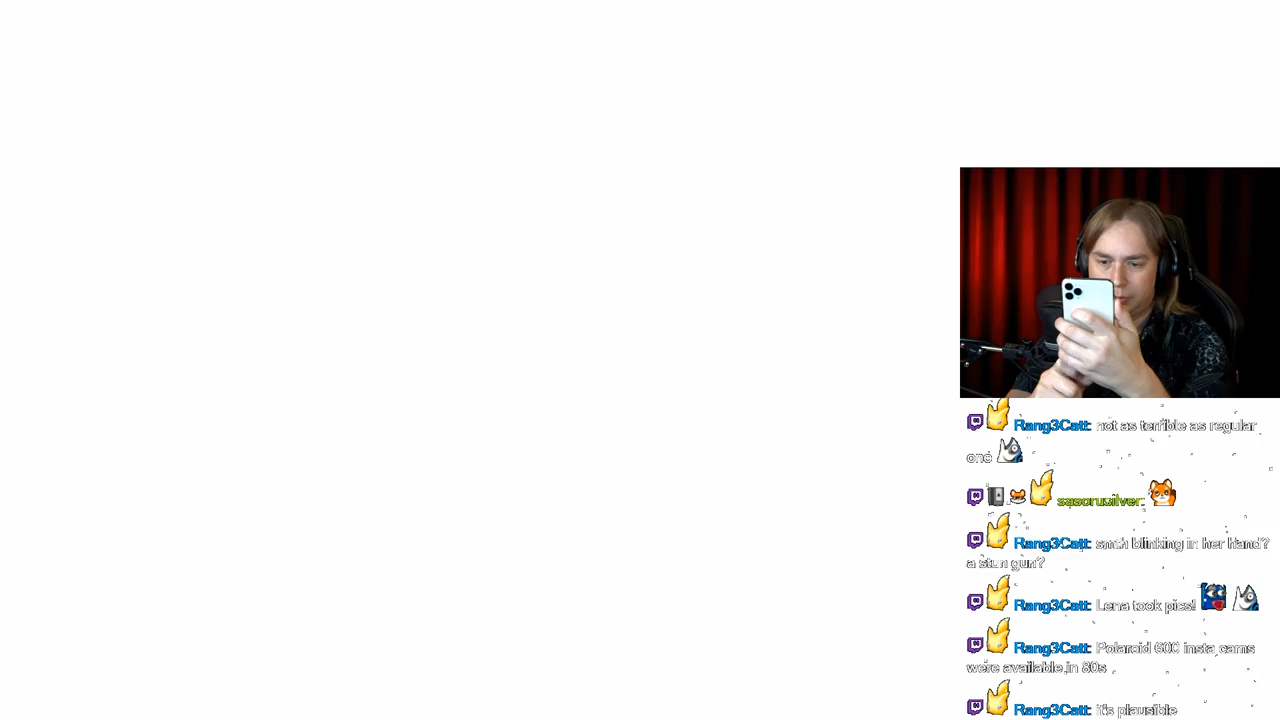 Rang3Catt: not as terrible as regular
one
sasorusilver:
Rang3Catt: smth blinking in her hand?
a stun gun?
Rang3Catt: Lena took pics!
Rang3Catt: Polaroid 600 insta cams
were available in 80s
Rang3Catt: it's plausible